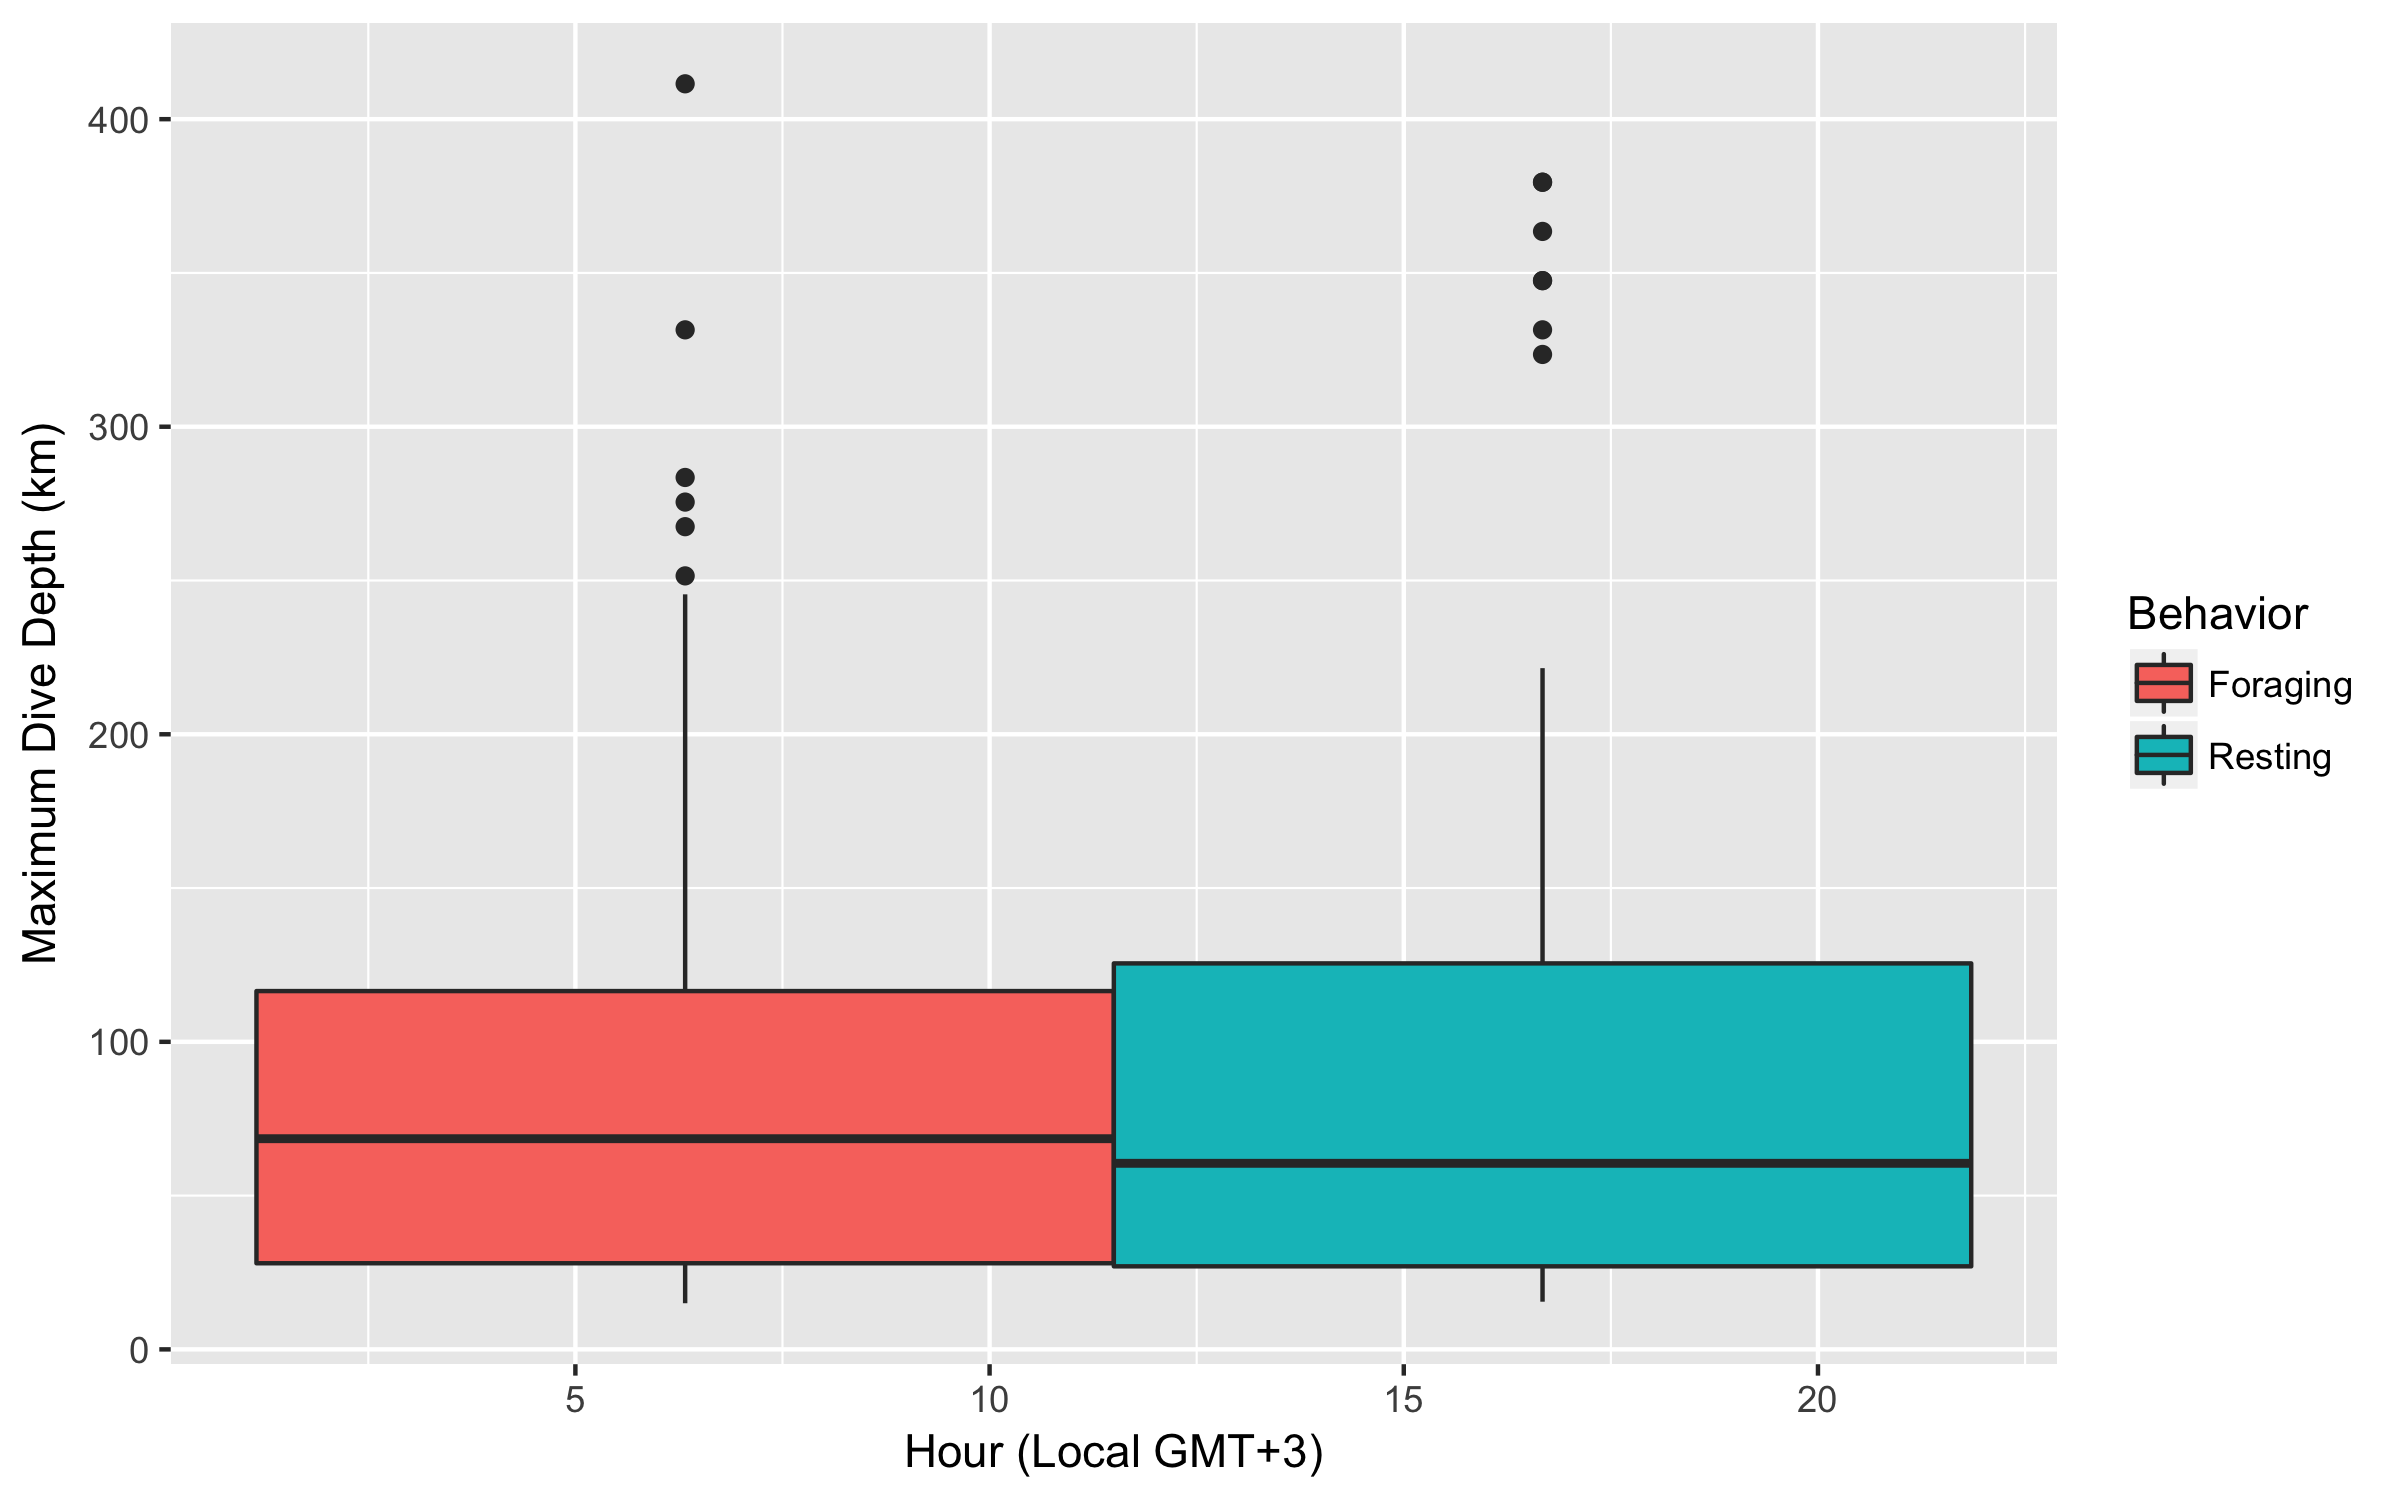 Maximum Dive Depth (km)
400
300
200
100
0
5 10 15 20
Hour (Local GMT+3)
Behavior
Foraging
Resting